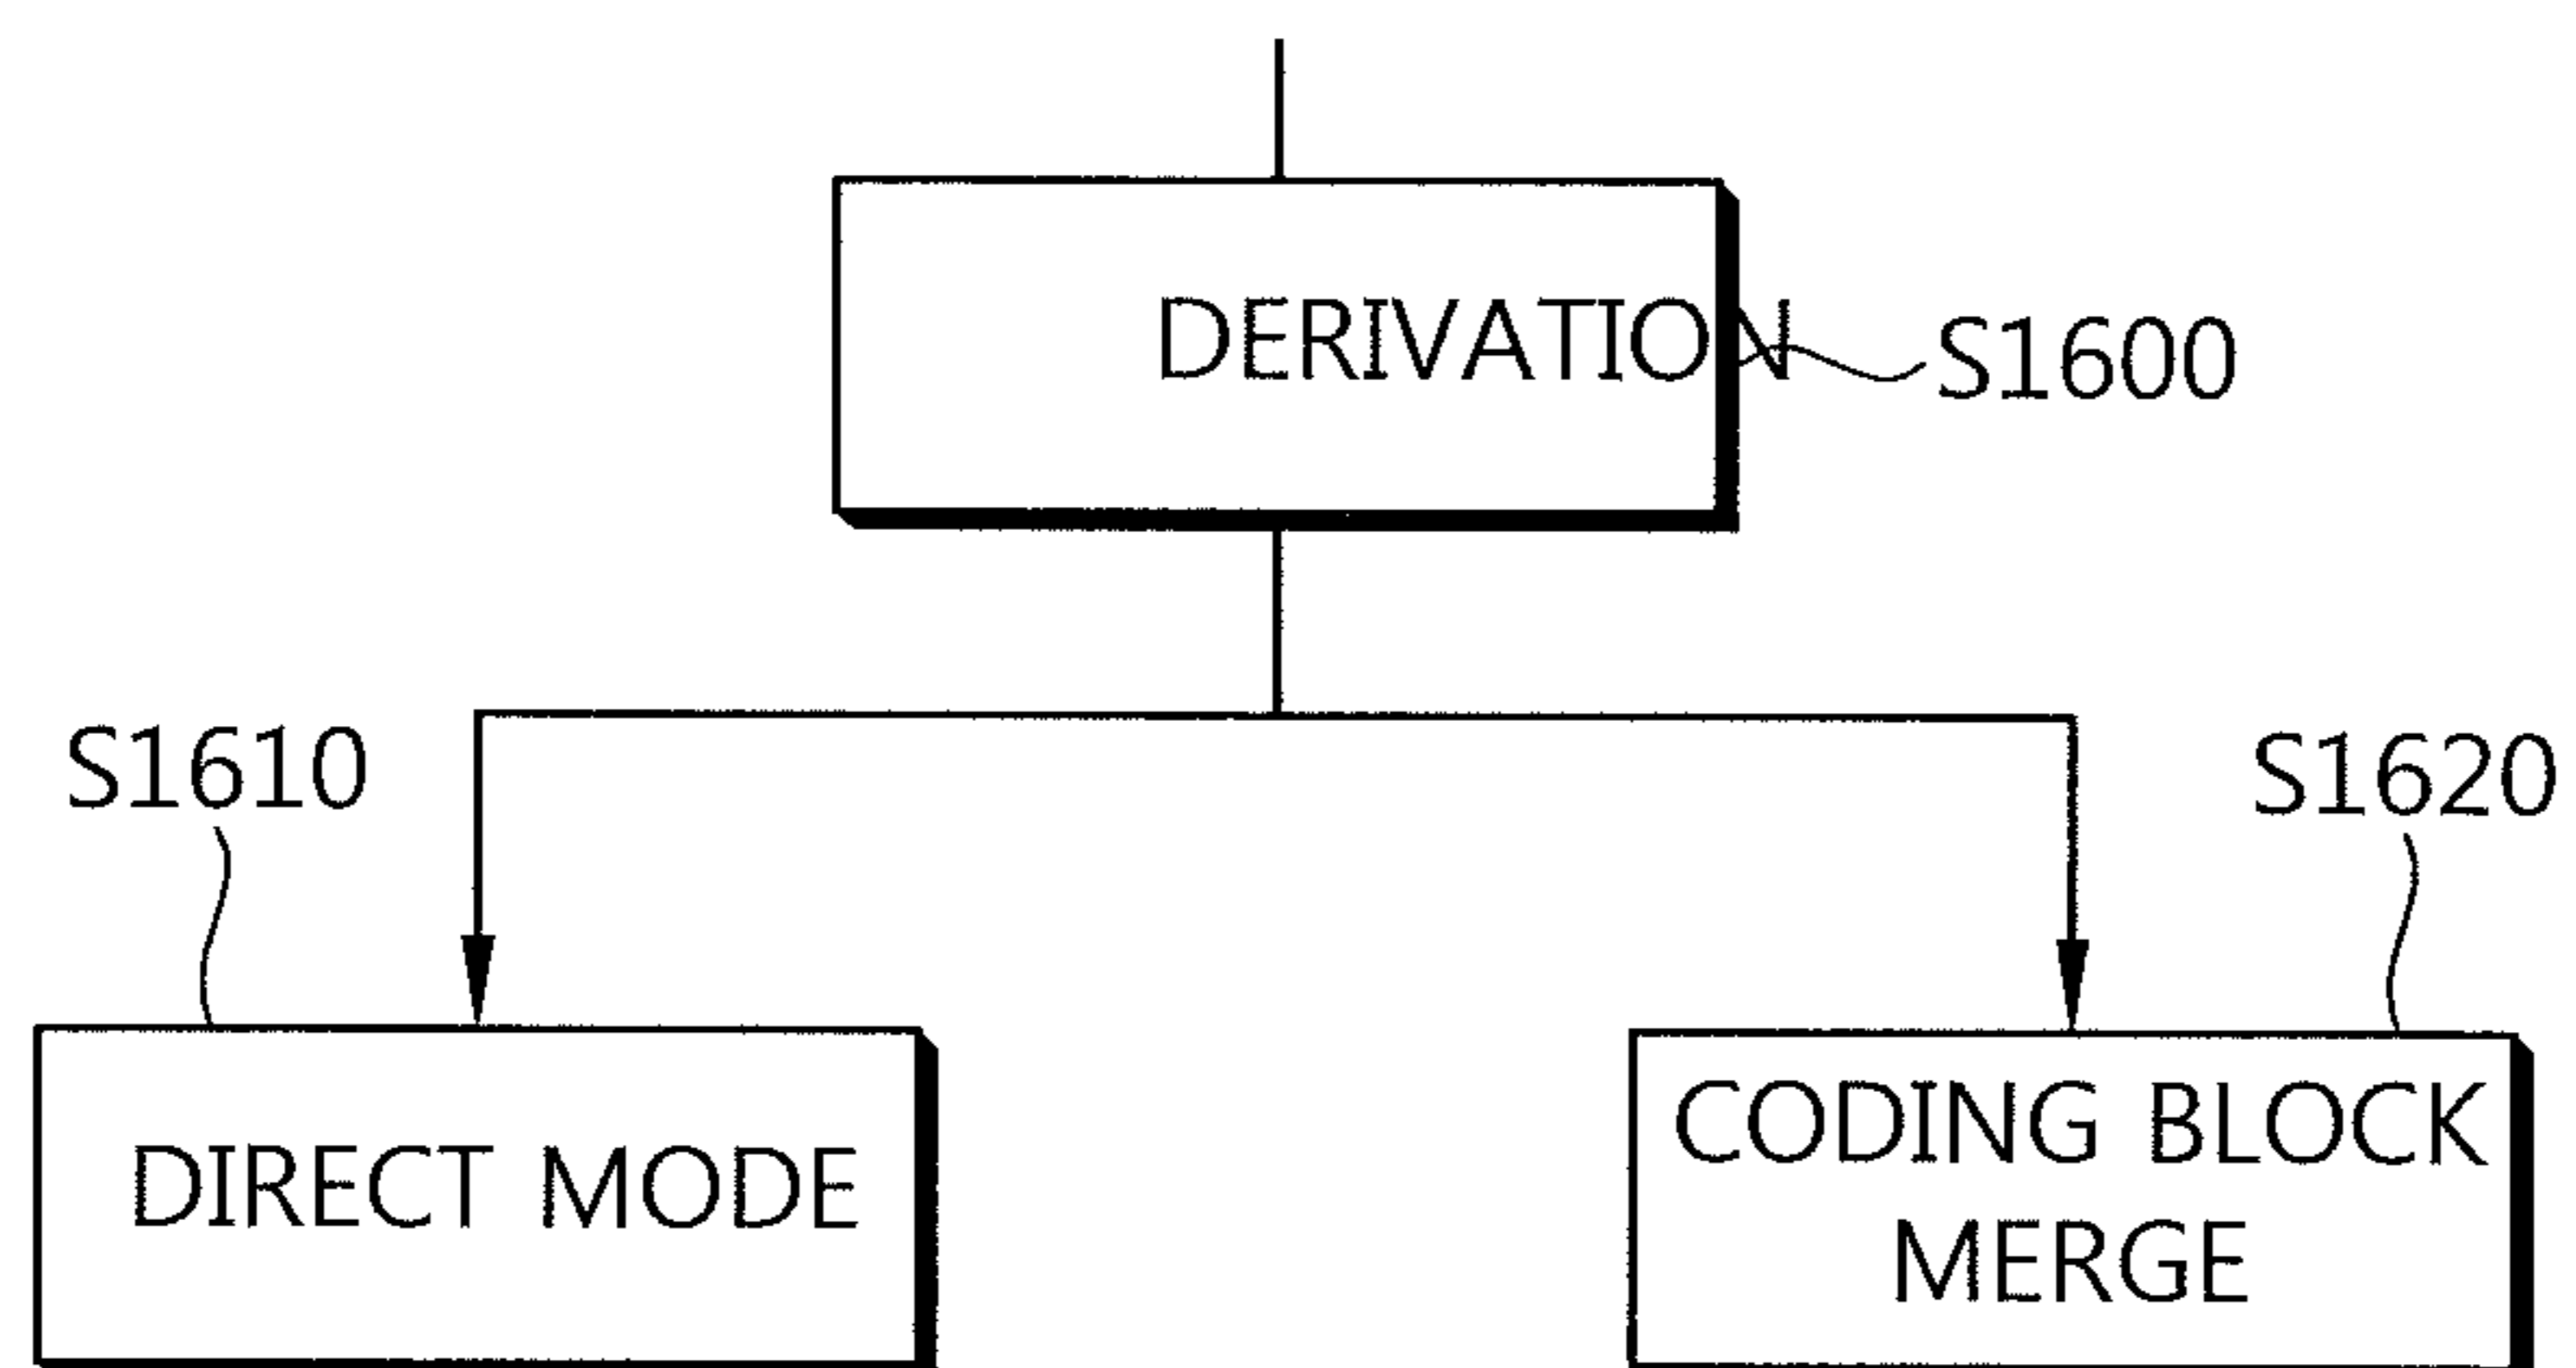 DERIVATION
S1600
S1610
S1620
DIRECT MODE
CODING BLOCK
MERGE